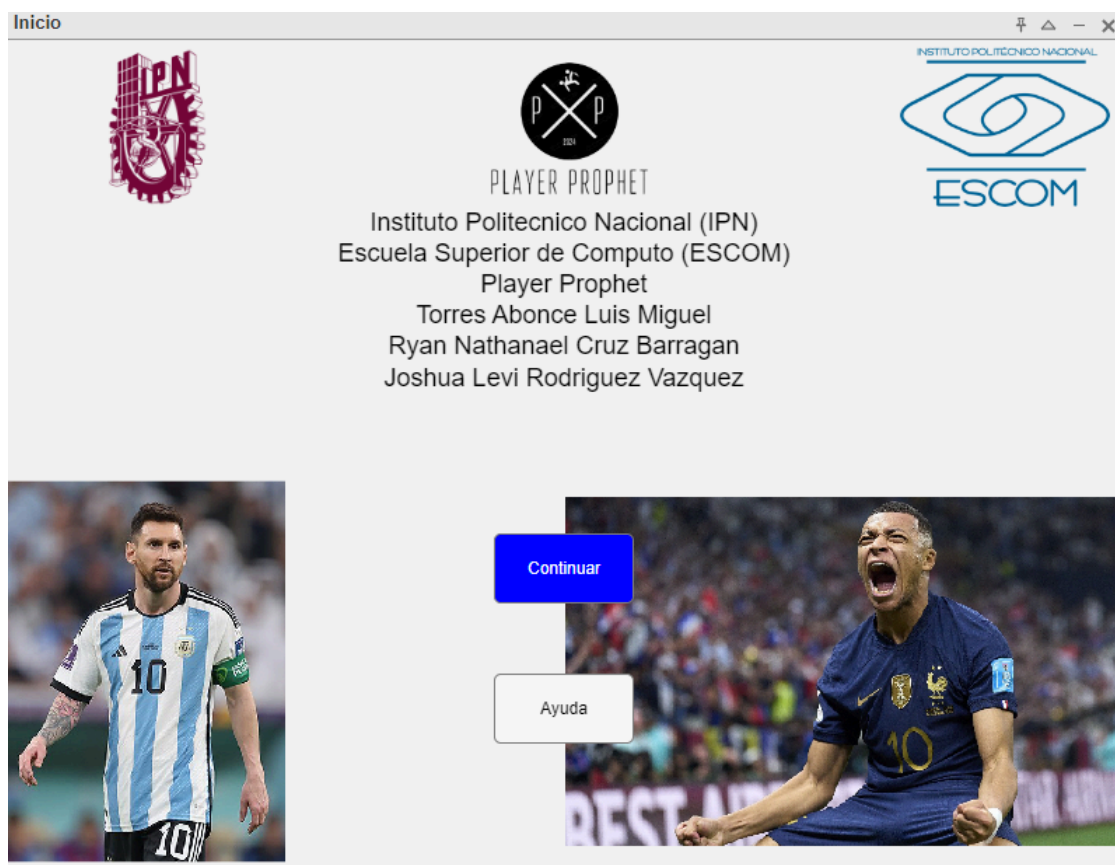 Inicio
IPN
INSTITUTO POLITÉCNICO NACIONAL
P P
2024
PLAYER PROPHET
ESCOM
Instituto Politecnico Nacional (IPN)
Escuela Superior de Computo (ESCOM)
Player Prophet
Torres Abonce Luis Miguel
Ryan Nathanael Cruz Barragan
Joshua Levi Rodriguez Vazquez
Continuar
Ayuda
10
10
10
BEST